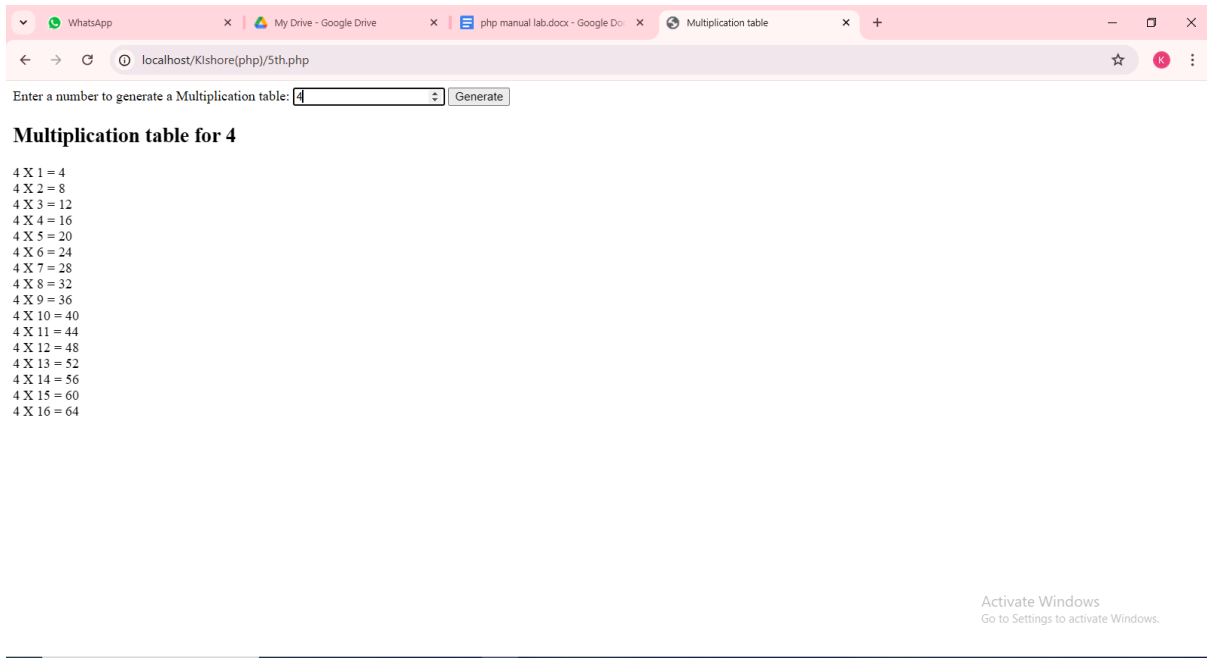 WhatsApp
My Drive - Google Drive
php manual lab.docx - Google Do
Multiplication table
localhost/KIshore(php)/5th.php
K
Enter a number to generate a Multiplication table: 4 Generate
Multiplication table for 4
4 X 1 = 4
4 X 2 = 8
4 X 3 = 12
4 X 4 = 16
4 X 5 = 20
4 X 6 = 24
4 X 7 = 28
4 X 8 = 32
4 X 9 = 36
4 X 10 = 40
4 X 11 = 44
4 X 12 = 48
4 X 13 = 52
4 X 14 = 56
4 X 15 = 60
4 X 16 = 64
Activate Windows
Go to Settings to activate Windows.